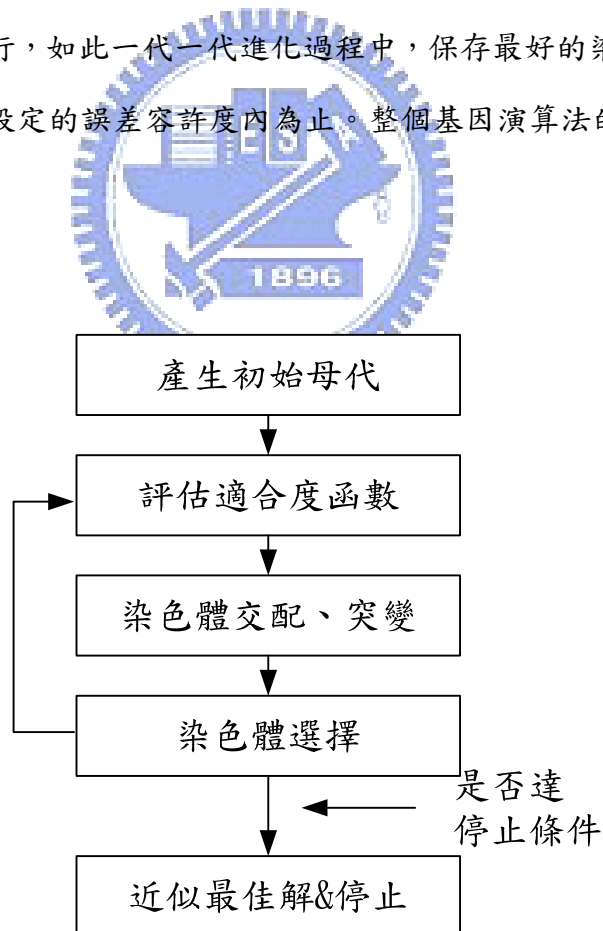 行，如此一代一代進化過程中，保存最好的染
設定的誤差容許度內為止。整個基因演算法的
E S
1896
產生初始母代
評估適合度函數
染色體交配、突變
染色體選擇
是否達
停止條件
近似最佳解&停止